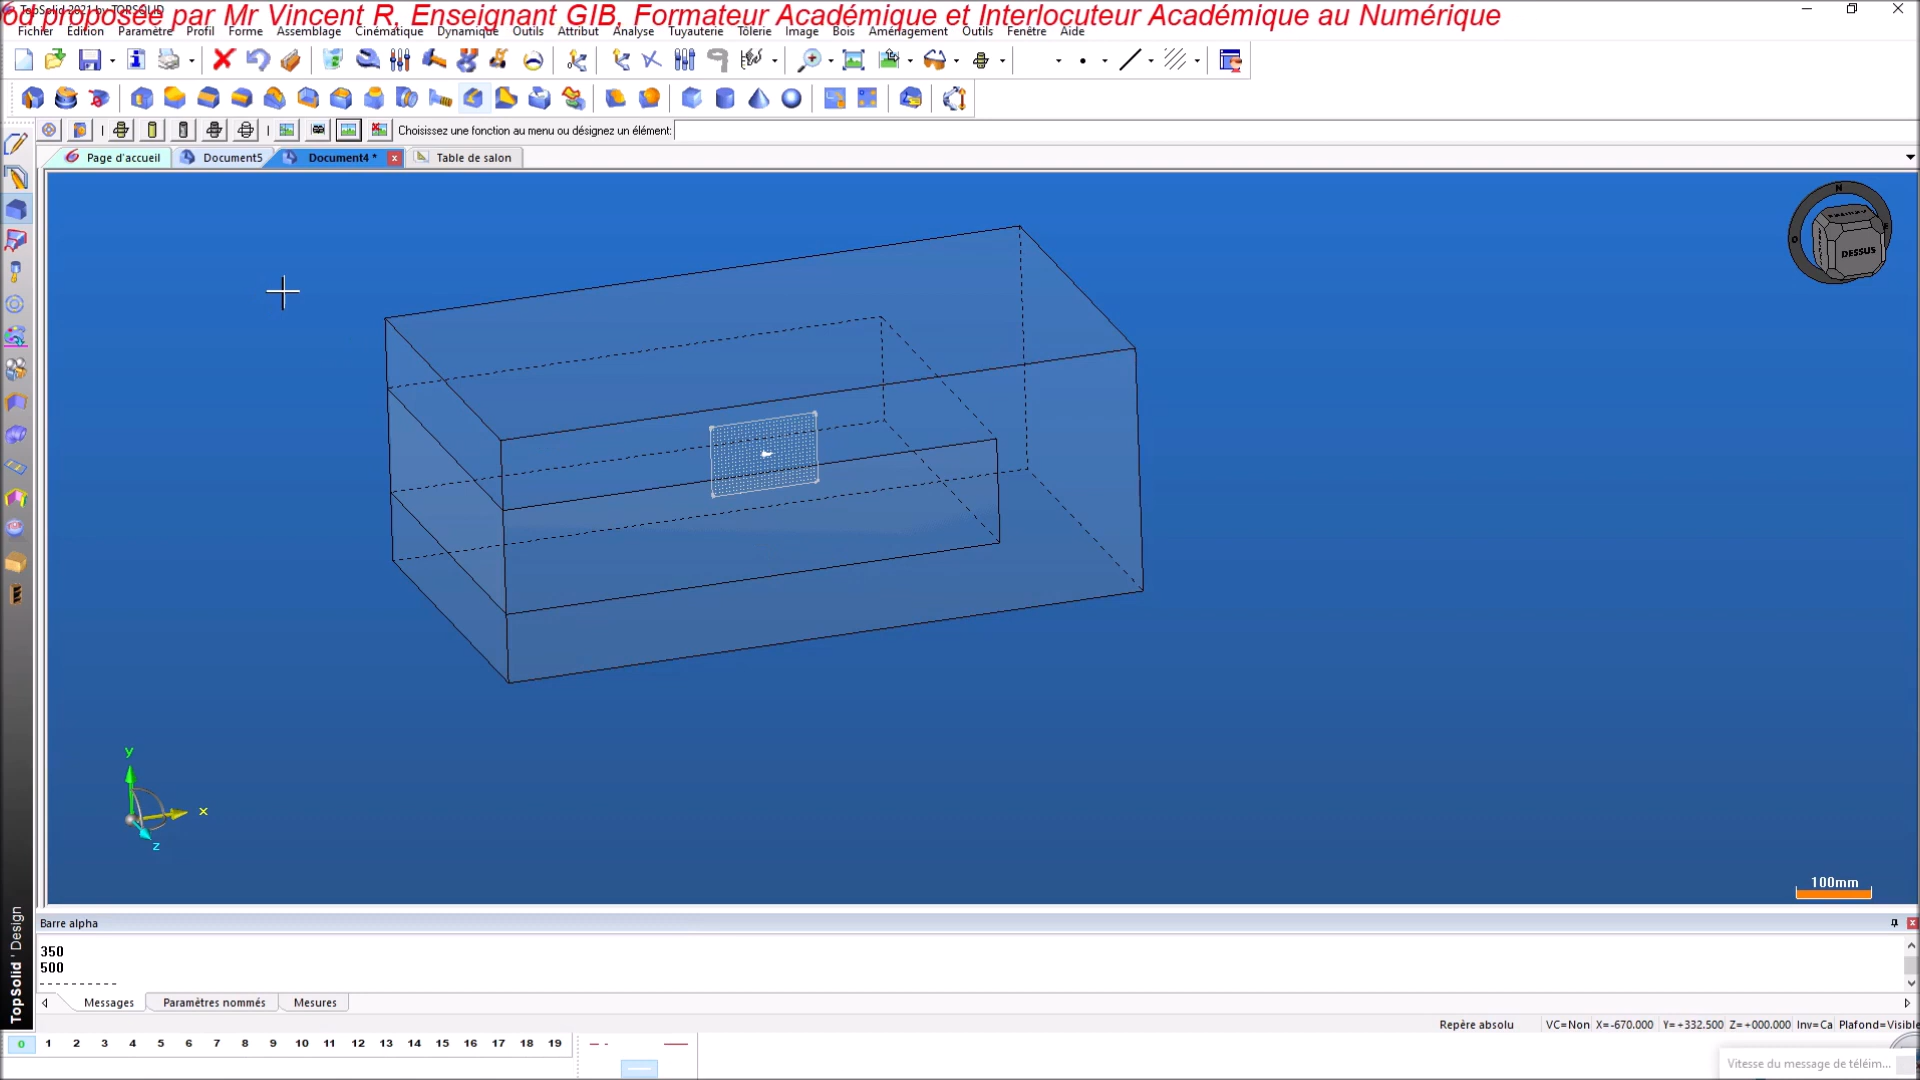 od proposée par Mr Vincent R, Enseignant GIB, Formateur Académique et Interlocuteur Académique au Numérique
TopSolid 2021 by TOPSOLID
Fichier Edition Paramètre Profil Forme Assemblage Cinématique Dynamique Outils Attribut Analyse Tuyauterie Tôlerie Image Bois Aménagement Outils Fenêtre Aide
Choisissez une fonction au menu ou désignez un élément:
Page d'accueil Document5 Document4 * Table de salon
N
E
O
DESSUS
y
x
z
100mm
Barre alpha
350
500
-----------
Messages Paramètres nommés Mesures
Repère absolu VC=Non X=-670.000 Y=+332.500 Z=+000.000 Inv=Ca Plafond=Visible
0 1 2 3 4 5 6 7 8 9 10 11 12 13 14 15 16 17 18 19
Vitesse du message de téléim...
TopSolid'Design